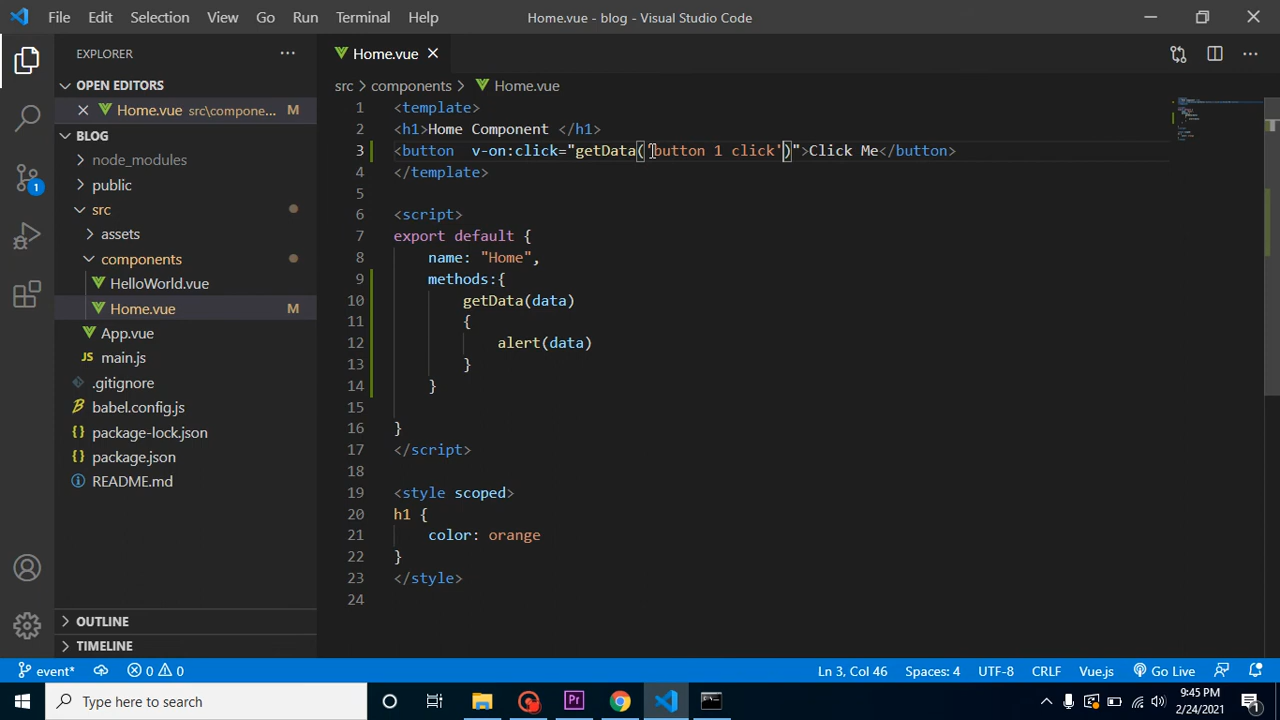 File Edit Selection View Go Run Terminal Help
Home.vue - blog - Visual Studio Code
EXPLORER
OPEN EDITORS
Home.vue src\compone... M
BLOG
node_modules
public
src
assets
components
HelloWorld.vue
Home.vue M
App.vue
JS main.js
.gitignore
babel.config.js
package-lock.json
package.json
README.md
OUTLINE
TIMELINE
1
Home.vue
src > components > Home.vue
1 <template>
2 <h1>Home Component </h1>
3 <button  v-on:click="getData('button 1 click')">Click Me</button>
4 </template>
5
6 <script>
7 export default {
8 name: "Home",
9 methods:{
10 getData(data)
11 {
12 alert(data)
13 }
14 }
15
16 }
17 </script>
18
19 <style scoped>
20 h1 {
21 color: orange
22 }
23 </style>
24
event* 0 0 Ln 3, Col 46 Spaces: 4 UTF-8 CRLF Vue.js Go Live
Type here to search
Pr
9:45 PM
2/24/2021
1